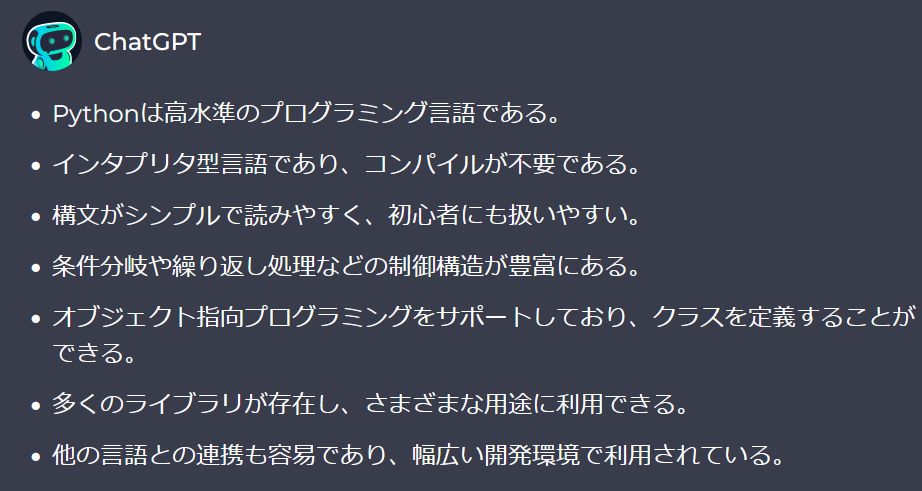 ChatGPT
• Pythonは高水準のプログラミング言語である。
• インタプリタ型言語であり、コンパイルが不要である。
• 構文がシンプルで読みやすく、初心者にも扱いやすい。
• 条件分岐や繰り返し処理などの制御構造が豊富にある。
• オブジェクト指向プログラミングをサポートしており、クラスを定義することが
できる。
• 多くのライブラリが存在し、さまざまな用途に利用できる。
• 他の言語との連携も容易であり、幅広い開発環境で利用されている。